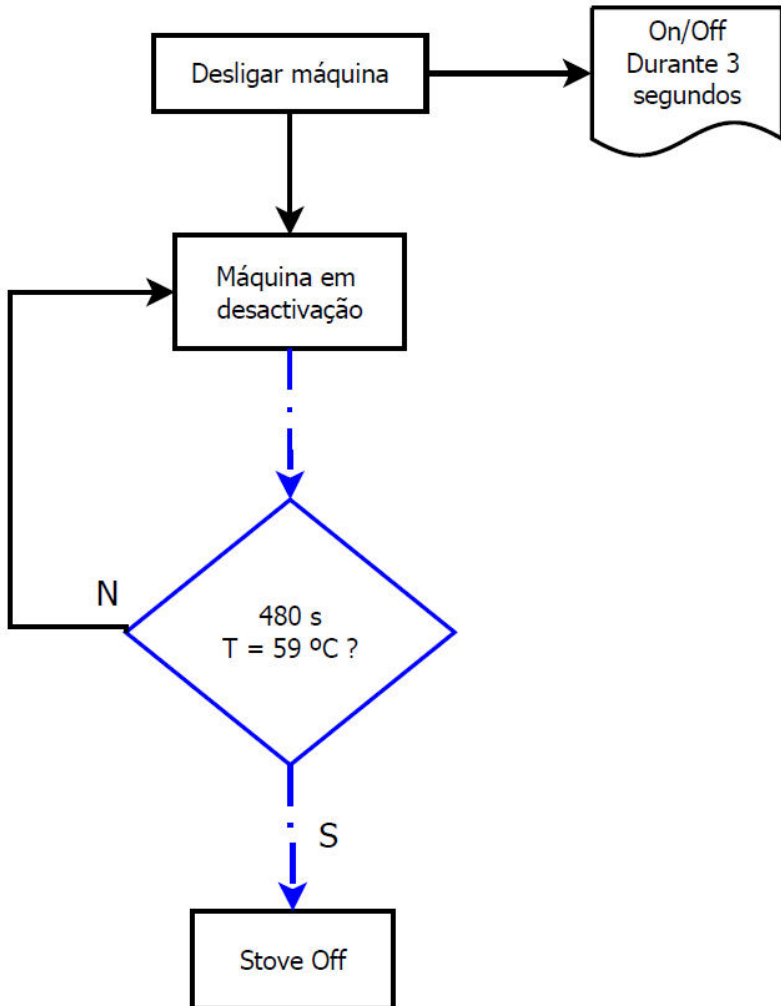 Desligar máquina
On/Off
Durante 3
segundos
Máquina em
desactivação
N
480 s
T = 59 ºC ?
S
Stove Off